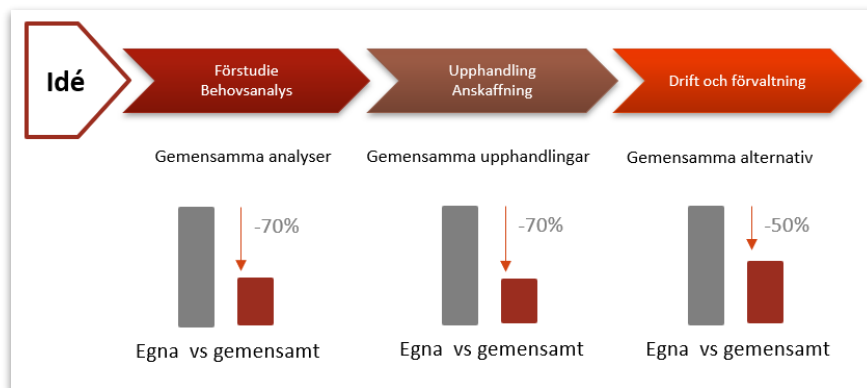 Idé
Förstudie
Behovsanalys
Upphandling
Anskaffning
Drift och förvaltning
Gemensamma analyser
Gemensamma upphandlingar
Gemensamma alternativ
-70%
-70%
-50%
Egna vs gemensamt
Egna vs gemensamt
Egna vs gemensamt